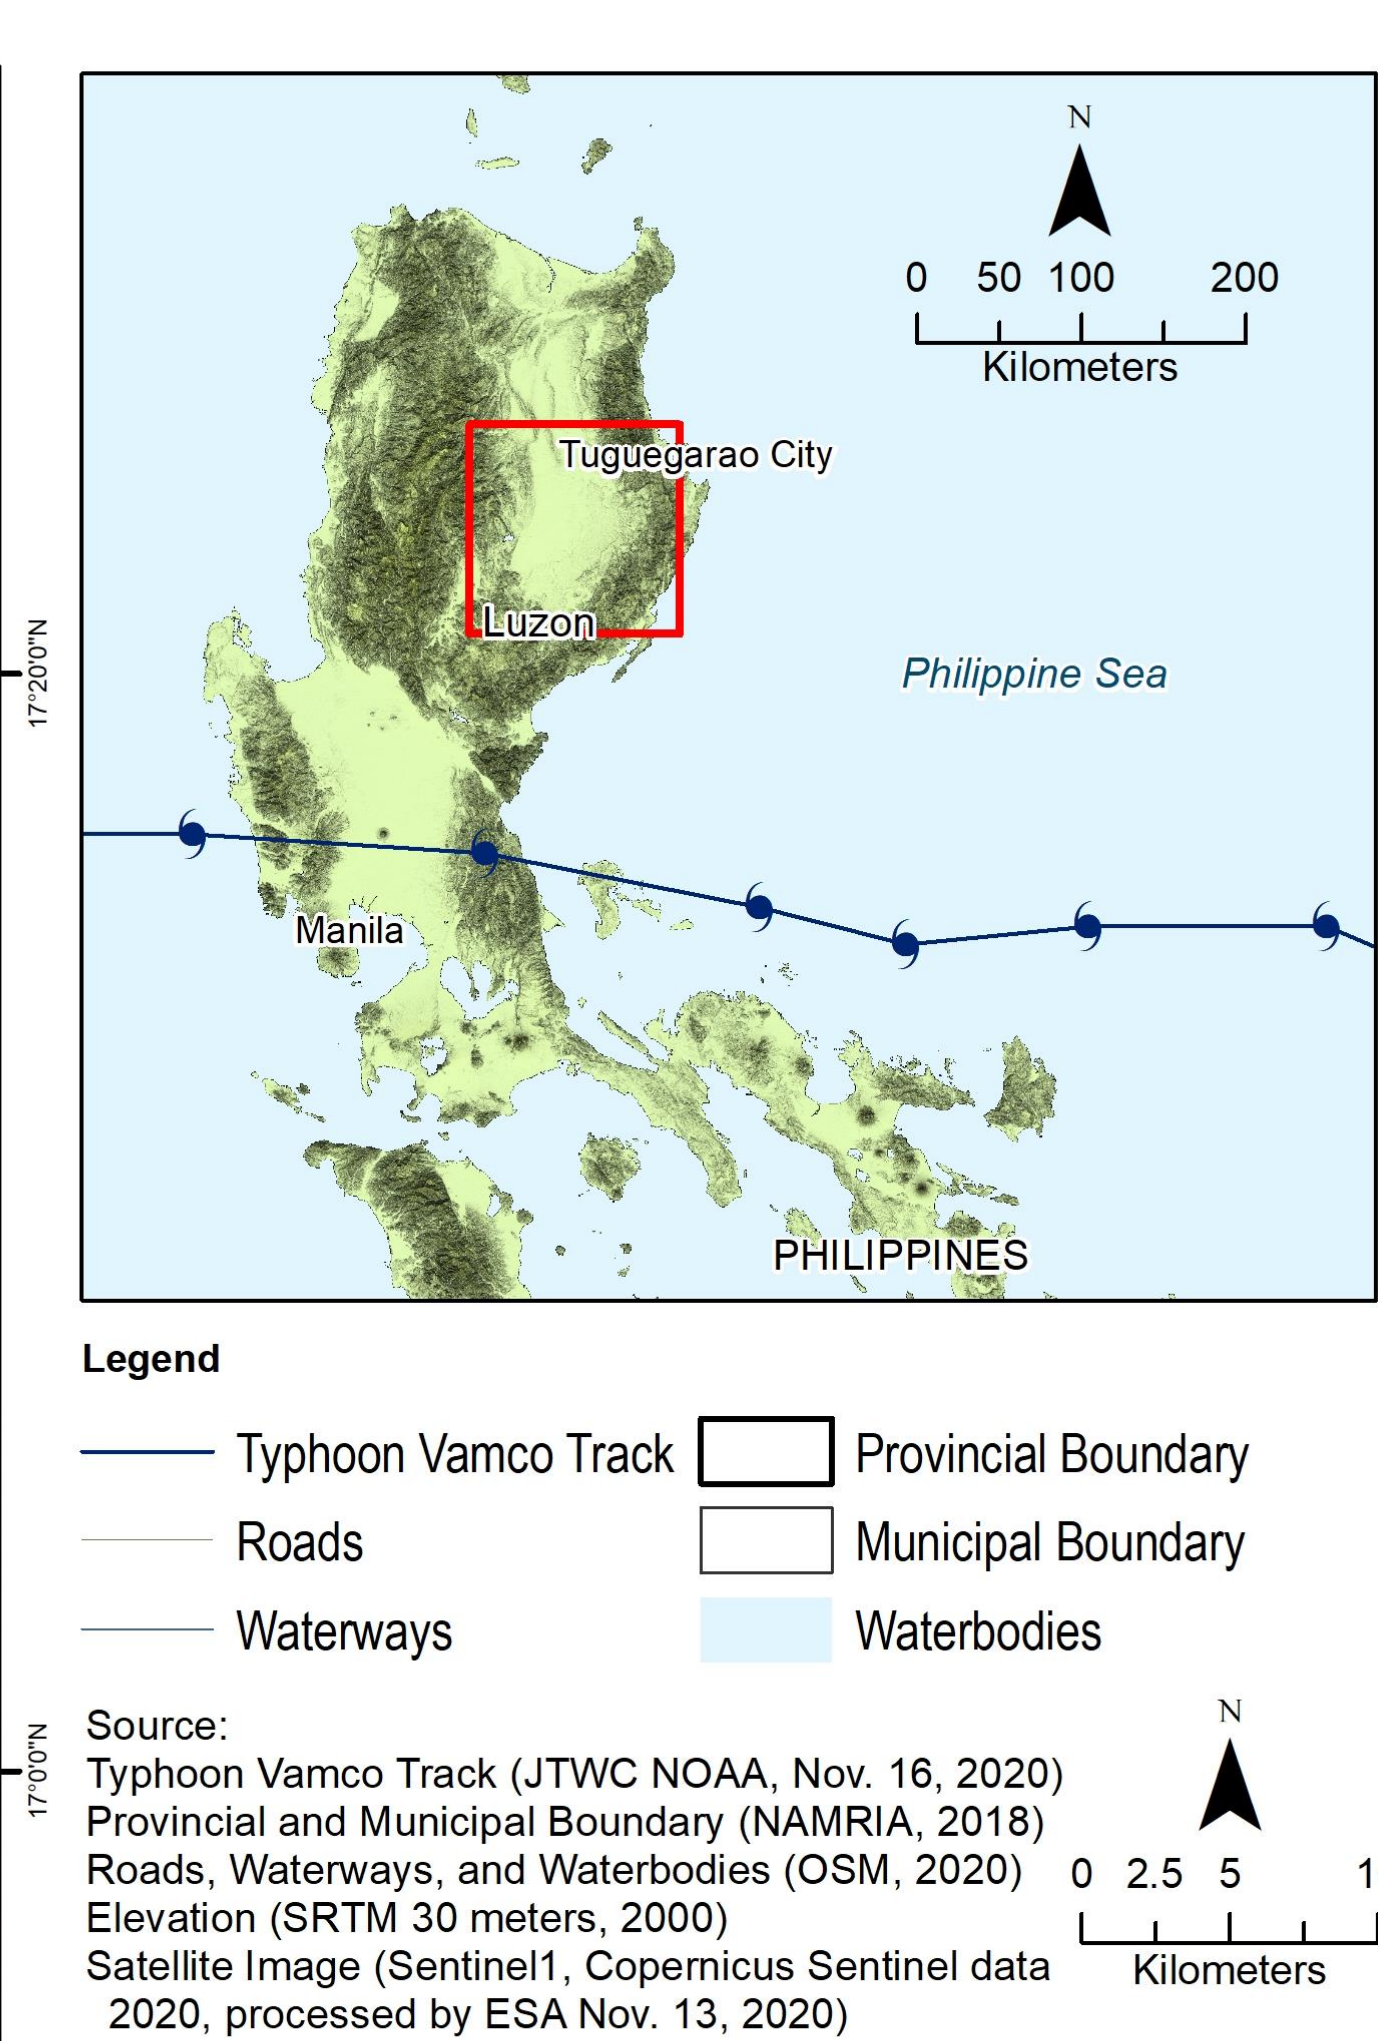 N
0 50 100 200
Kilometers
Tuguegarao City
Luzon
17°20'0"N
Philippine Sea
Manila
PHILIPPINES
Legend
Typhoon Vamco Track
Provincial Boundary
Roads
Municipal Boundary
Waterways
Waterbodies
17°0'0"N
Source:
Typhoon Vamco Track (JTWC NOAA, Nov. 16, 2020)
Provincial and Municipal Boundary (NAMRIA, 2018)
Roads, Waterways, and Waterbodies (OSM, 2020)
Elevation (SRTM 30 meters, 2000)
Satellite Image (Sentinel1, Copernicus Sentinel data
2020, processed by ESA Nov. 13, 2020)
N
0 2.5 5
Kilometers